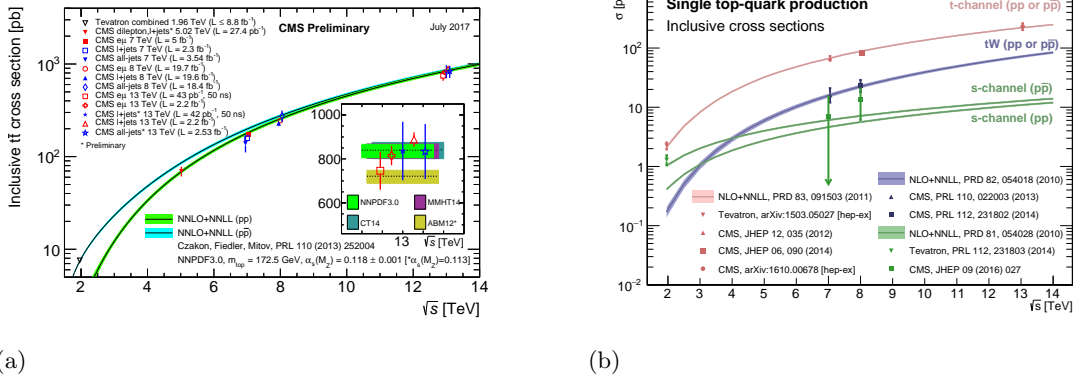 Inclusive tt̄ cross section [pb]
Tevatron combined 1.96 TeV (L ≤ 8.8 fb⁻¹)
CMS dilepton,l+jets* 5.02 TeV (L = 27.4 pb⁻¹)
CMS eμ 7 TeV (L = 5 fb⁻¹)
CMS l+jets 7 TeV (L = 2.3 fb⁻¹)
CMS all-jets 7 TeV (L = 3.54 fb⁻¹)
CMS eμ 8 TeV (L = 19.7 fb⁻¹)
CMS l+jets 8 TeV (L = 19.6 fb⁻¹)
CMS all-jets 8 TeV (L = 18.4 fb⁻¹)
CMS eμ 13 TeV (L = 43 pb⁻¹, 50 ns)
CMS eμ 13 TeV (L = 2.2 fb⁻¹)
CMS l+jets* 13 TeV (L = 42 pb⁻¹, 50 ns)
CMS l+jets 13 TeV (L = 2.2 fb⁻¹)
CMS all-jets* 13 TeV (L = 2.53 fb⁻¹)
* Preliminary
CMS Preliminary
July 2017
10³
10²
10
1000
800
600
NNPDF3.0
MMHT14
CT14
ABM12*
13
√s [TeV]
NNLO+NNLL (pp)
NNLO+NNLL (pp̄)
Czakon, Fiedler, Mitov, PRL 110 (2013) 252004
NNPDF3.0, m_top = 172.5 GeV, α_s(M_Z) = 0.118 ± 0.001 [*α_s(M_Z)=0.113]
2 4 6 8 10 12 14
√s [TeV]
(a)
Single top-quark production
Inclusive cross sections
t-channel (pp or pp̄)
tW (pp or pp̄)
s-channel (pp̄)
s-channel (pp)
10²
10
1
10⁻¹
10⁻²
NLO+NNLL, PRD 83, 091503 (2011)
Tevatron, arXiv:1503.05027 [hep-ex]
CMS, JHEP 12, 035 (2012)
CMS, JHEP 06, 090 (2014)
CMS, arXiv:1610.00678 [hep-ex]
NLO+NNLL, PRD 82, 054018 (2010)
CMS, PRL 110, 022003 (2013)
CMS, PRL 112, 231802 (2014)
NLO+NNLL, PRD 81, 054028 (2010)
Tevatron, PRL 112, 231803 (2014)
CMS, JHEP 09 (2016) 027
2 3 4 5 6 7 8 9 10 11 12 13 14
√s [TeV]
(b)